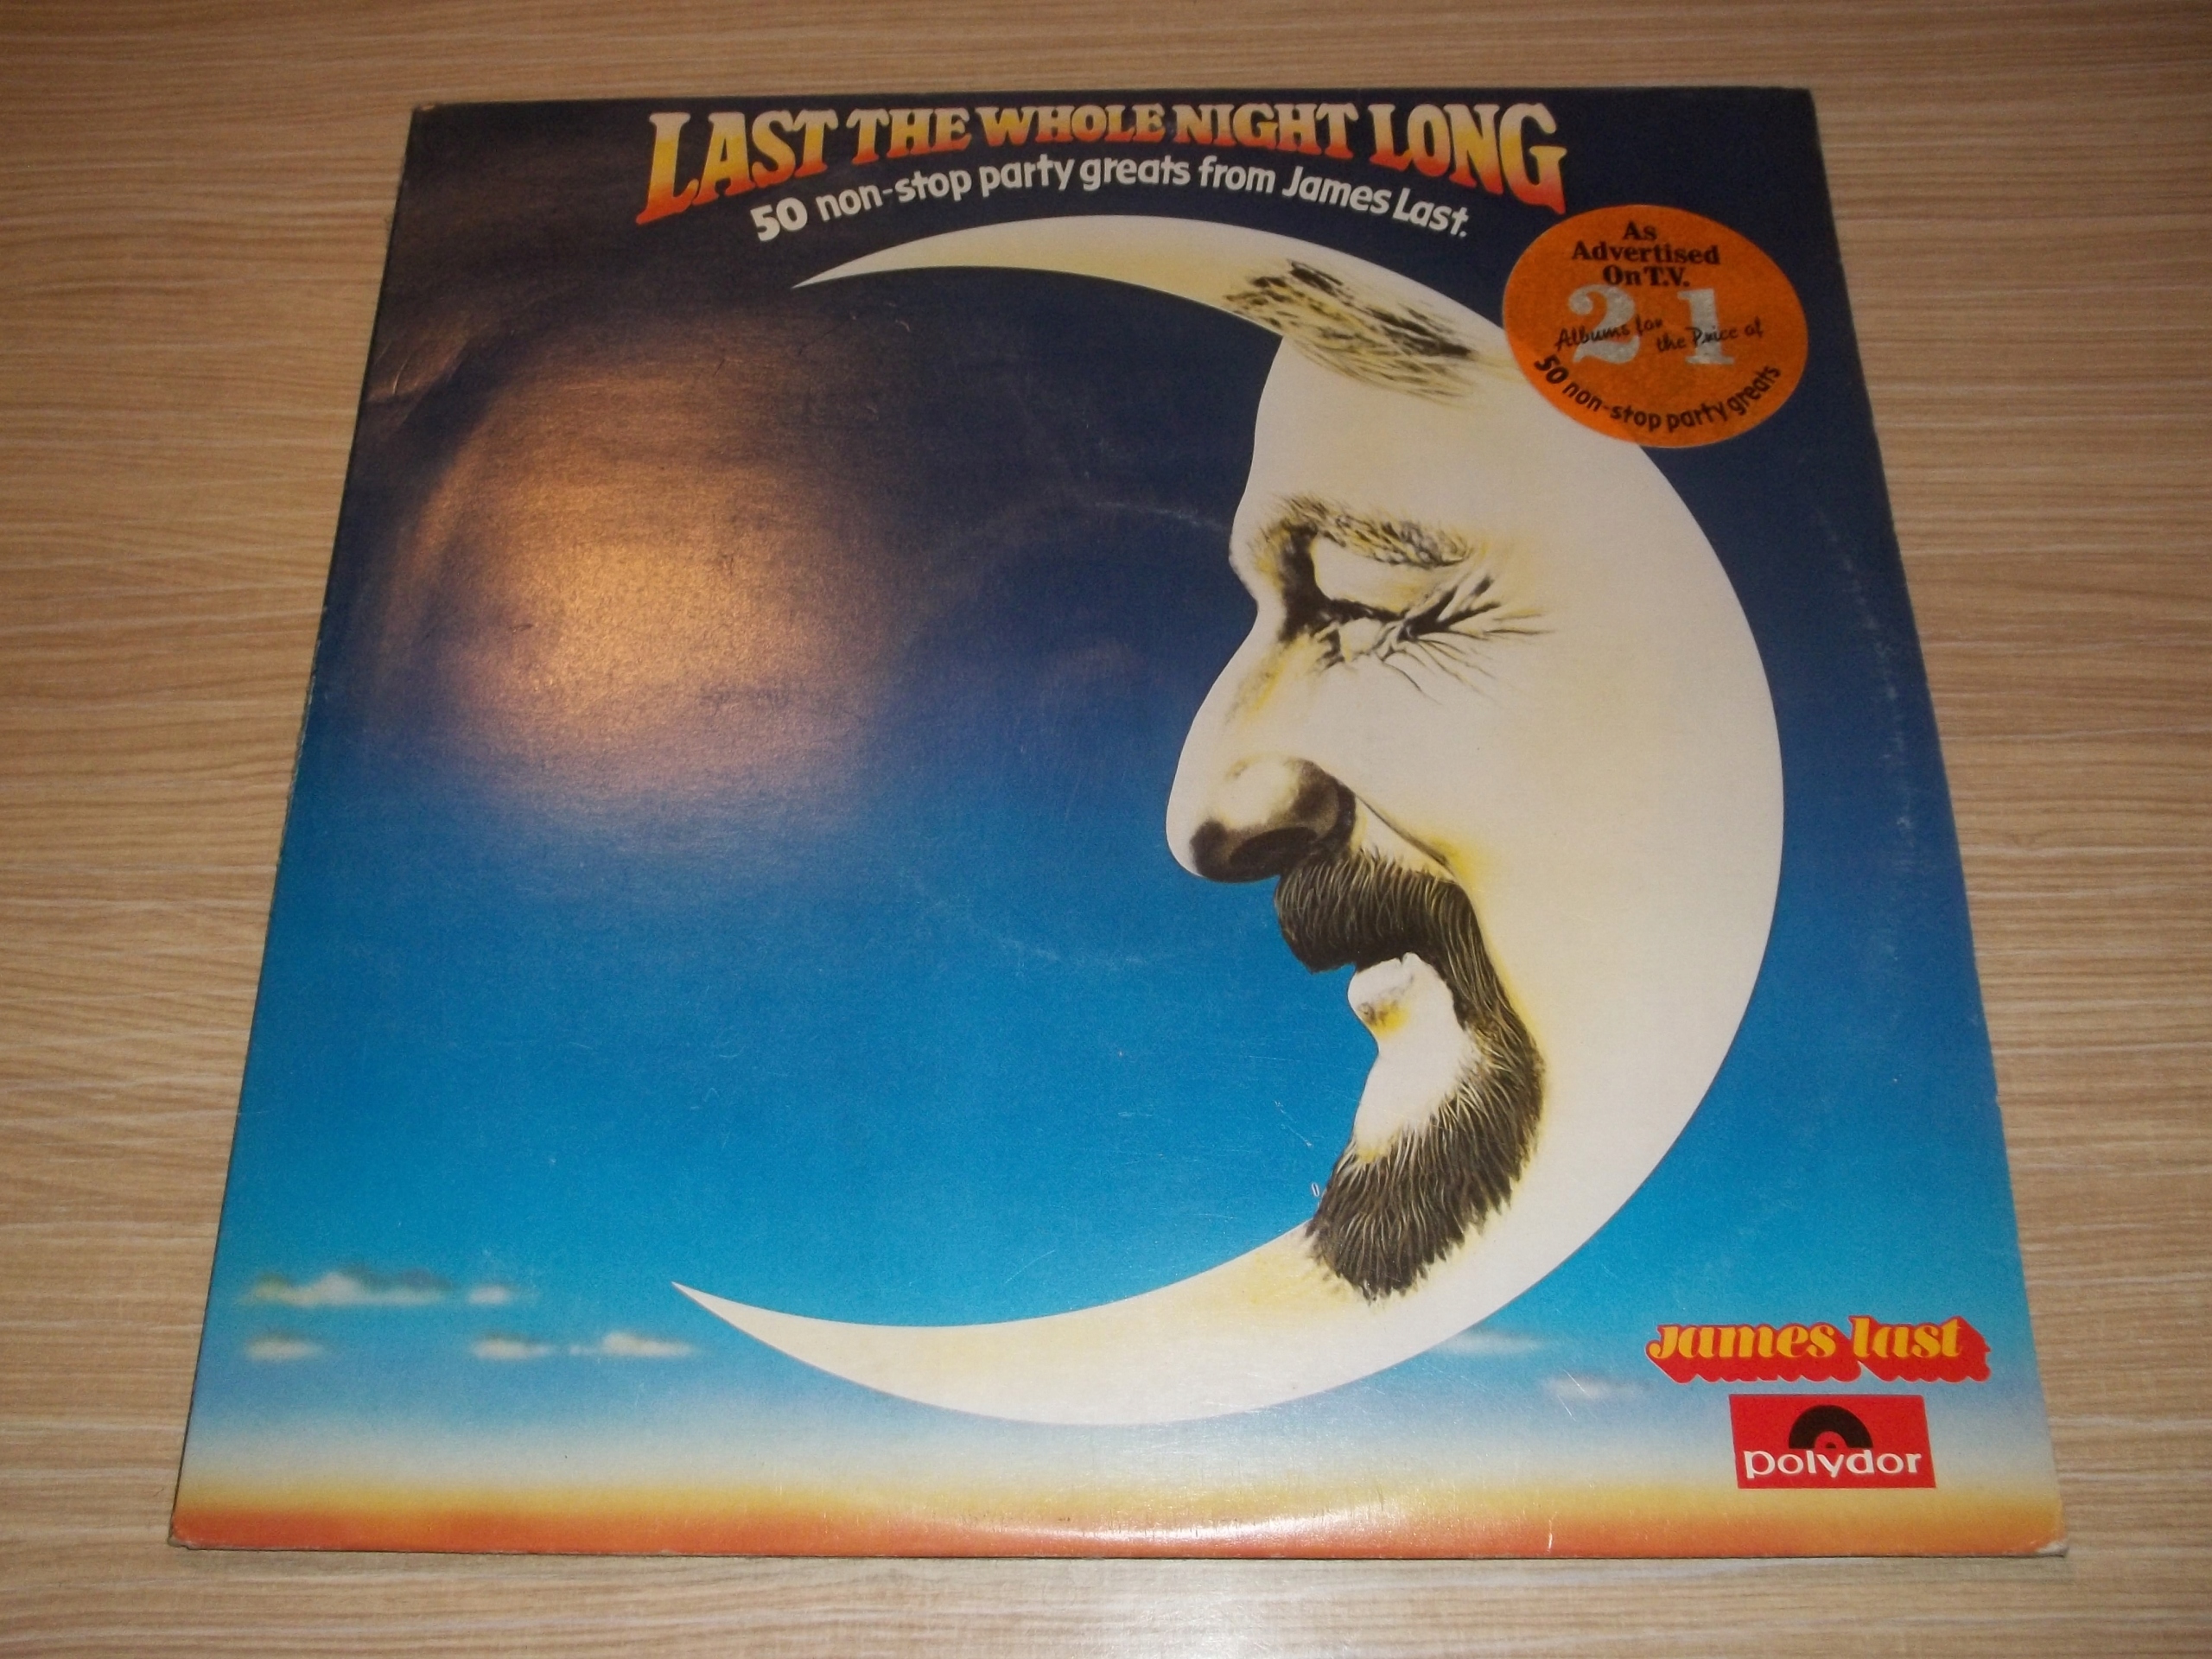 LAST THE WHOLE NIGHT LONG
50 non-stop party greats from James Last.
As
Advertised
On T.V.
2 1
Albums for the Price of
50 non-stop party greats
james last
polydor